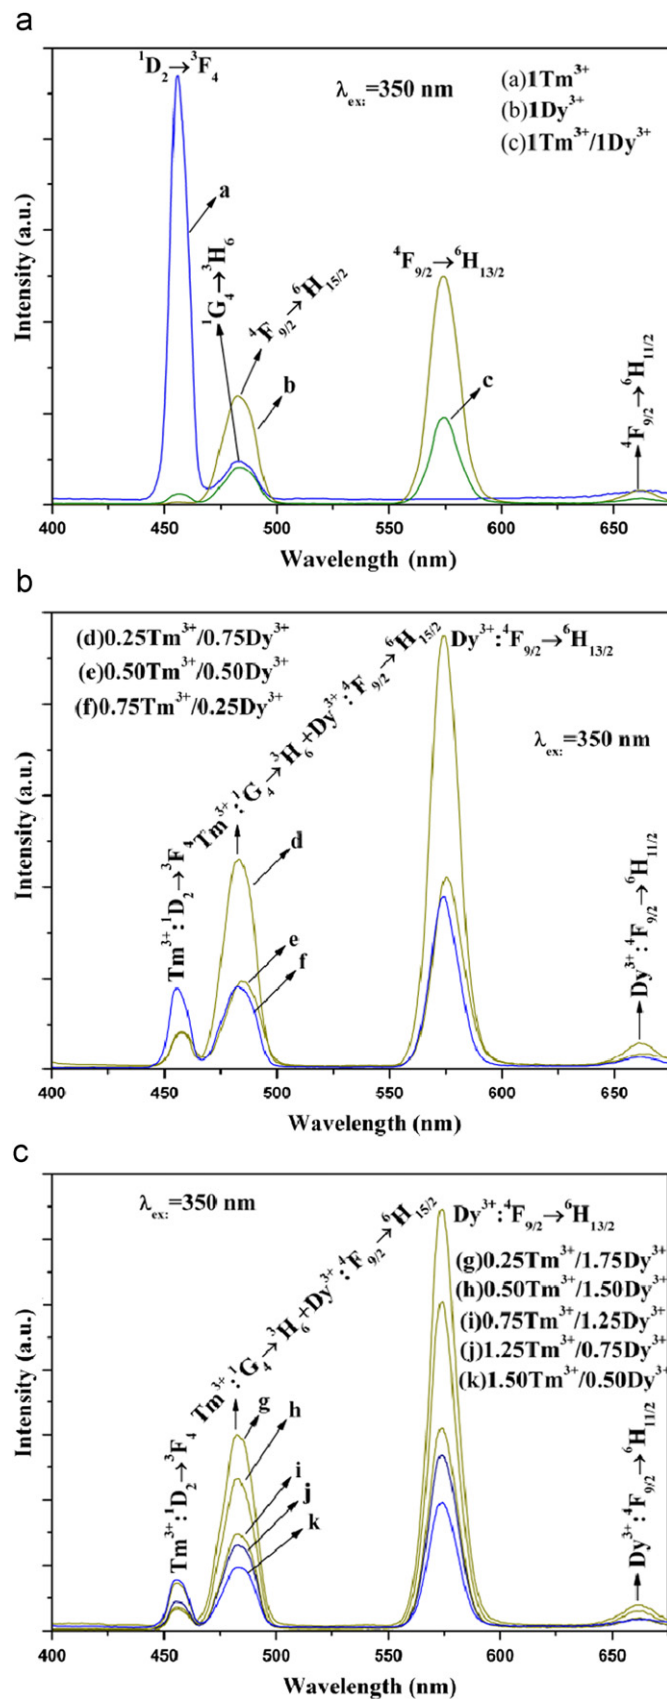 a
¹D₂→³F₄
λex:=350 nm
(a)1Tm³⁺
(b)1Dy³⁺
(c)1Tm³⁺/1Dy³⁺
a
¹G₄→³H₆
⁴F9/2→⁶H15/2
b
⁴F9/2→⁶H13/2
c
⁴F9/2→⁶H11/2
Intensity (a.u.)
400 450 500 550 600 650
Wavelength (nm)
b
(d)0.25Tm³⁺/0.75Dy³⁺
(e)0.50Tm³⁺/0.50Dy³⁺
(f)0.75Tm³⁺/0.25Dy³⁺
Tm³⁺:¹D₂→³F₄
Tm³⁺:¹G₄→³H₆+Dy³⁺:⁴F9/2→⁶H15/2
Dy³⁺:⁴F9/2→⁶H13/2
λex:=350 nm
d
e
f
Dy³⁺:⁴F9/2→⁶H11/2
Intensity (a.u.)
400 450 500 550 600 650
Wavelength (nm)
c
λex:=350 nm
Tm³⁺:¹D₂→³F₄
Tm³⁺:¹G₄→³H₆+Dy³⁺:⁴F9/2→⁶H15/2
Dy³⁺:⁴F9/2→⁶H13/2
(g)0.25Tm³⁺/1.75Dy³⁺
(h)0.50Tm³⁺/1.50Dy³⁺
(i)0.75Tm³⁺/1.25Dy³⁺
(j)1.25Tm³⁺/0.75Dy³⁺
(k)1.50Tm³⁺/0.50Dy³⁺
g
h
i
j
k
Dy³⁺:⁴F9/2→⁶H11/2
Intensity (a.u.)
400 450 500 550 600 650
Wavelength (nm)